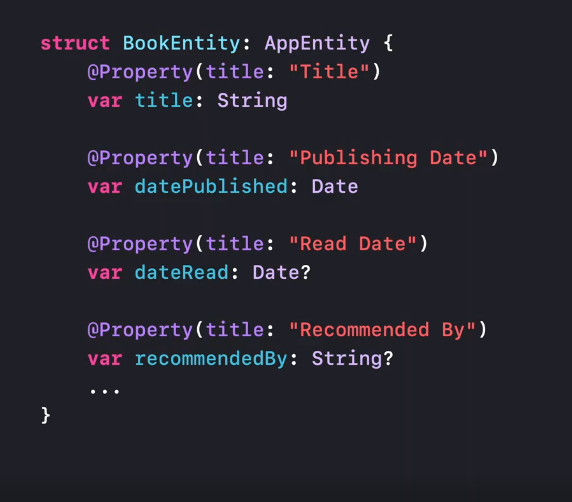 struct BookEntity: AppEntity {
    @Property(title: "Title")
    var title: String

    @Property(title: "Publishing Date")
    var datePublished: Date

    @Property(title: "Read Date")
    var dateRead: Date?

    @Property(title: "Recommended By")
    var recommendedBy: String?
    ...
}